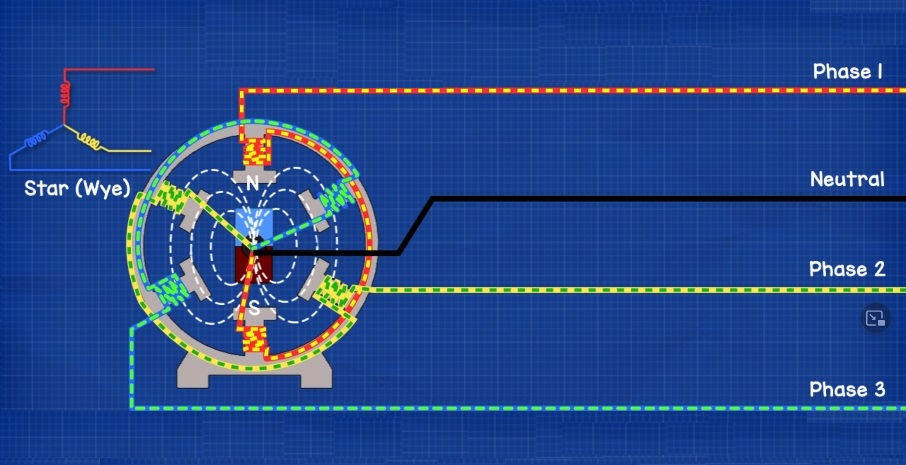 Phase 1
Star (Wye)
N
Neutral
S
Phase 2
Phase 3